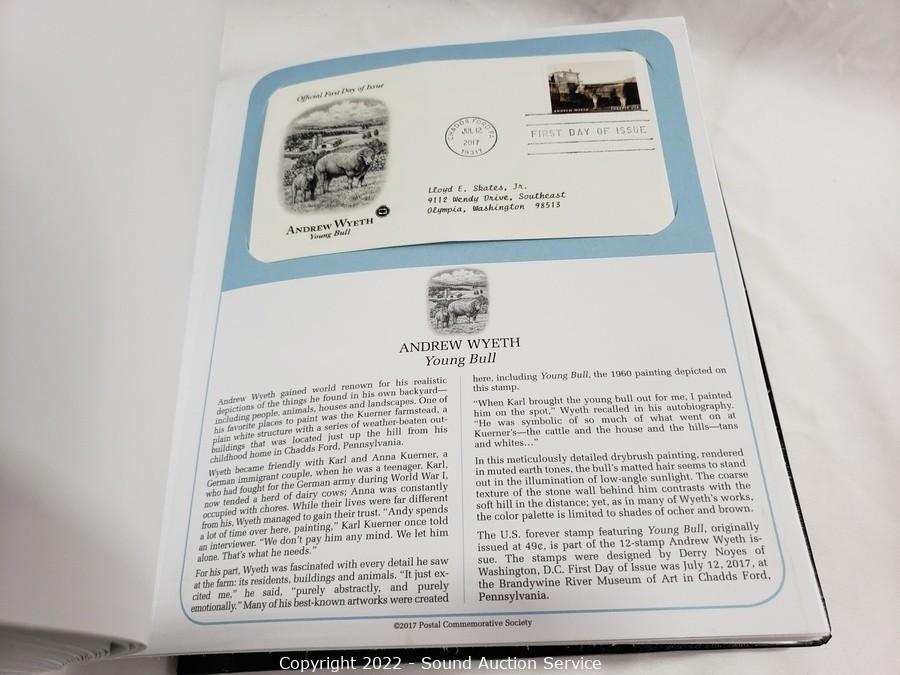 Official First Day of Issue
ANDREW WYETH
FOREVER USA
CHADDS FORD, PA
JUL 12
2017
19317
FIRST DAY OF ISSUE
Lloyd E. Skates, Jr.
9112 Wendy Drive, Southeast
Olympia, Washington 98513
ANDREW WYETH
Young Bull
ANDREW WYETH
Young Bull
Andrew Wyeth gained world renown for his realistic
depictions of the things he found in his own backyard—
including people, animals, houses and landscapes. One of
his favorite places to paint was the Kuerner farmstead, a
plain white structure with a series of weather-beaten out-
buildings that was located just up the hill from his
childhood home in Chadds Ford, Pennsylvania.
Wyeth became friendly with Karl and Anna Kuerner, a
German immigrant couple, when he was a teenager. Karl,
who had fought for the German army during World War I,
now tended a herd of dairy cows; Anna was constantly
occupied with chores. While their lives were far different
from his, Wyeth managed to gain their trust. “Andy spends
a lot of time over here, painting,” Karl Kuerner once told
an interviewer. “We don't pay him any mind. We let him
alone. That's what he needs.”
For his part, Wyeth was fascinated with every detail he saw
at the farm: its residents, buildings and animals. “It just ex-
cited me,” he said, “purely abstractly, and purely
emotionally.” Many of his best-known artworks were created
here, including Young Bull, the 1960 painting depicted on
this stamp.
“When Karl brought the young bull out for me, I painted
him on the spot,” Wyeth recalled in his autobiography.
“He was symbolic of so much of what went on at
Kuerner's—the cattle and the house and the hills—tans
and whites…”
In this meticulously detailed drybrush painting, rendered
in muted earth tones, the bull's matted hair seems to stand
out in the illumination of low-angle sunlight. The coarse
texture of the stone wall behind him contrasts with the
soft hill in the distance; yet, as in many of Wyeth's works,
the color palette is limited to shades of ocher and brown.
The U.S. forever stamp featuring Young Bull, originally
issued at 49¢, is part of the 12-stamp Andrew Wyeth is-
sue. The stamps were designed by Derry Noyes of
Washington, D.C. First Day of Issue was July 12, 2017, at
the Brandywine River Museum of Art in Chadds Ford,
Pennsylvania.
©2017 Postal Commemorative Society
Copyright 2022 - Sound Auction Service